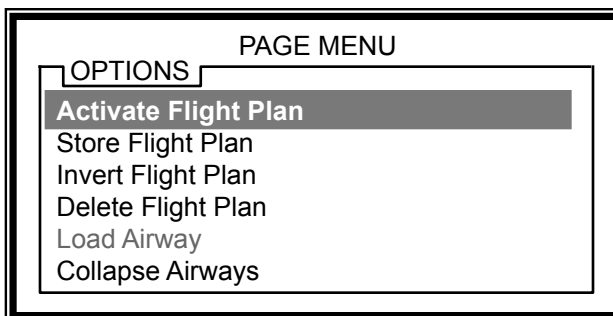 PAGE MENU
OPTIONS
Activate Flight Plan
Store Flight Plan
Invert Flight Plan
Delete Flight Plan
Load Airway
Collapse Airways